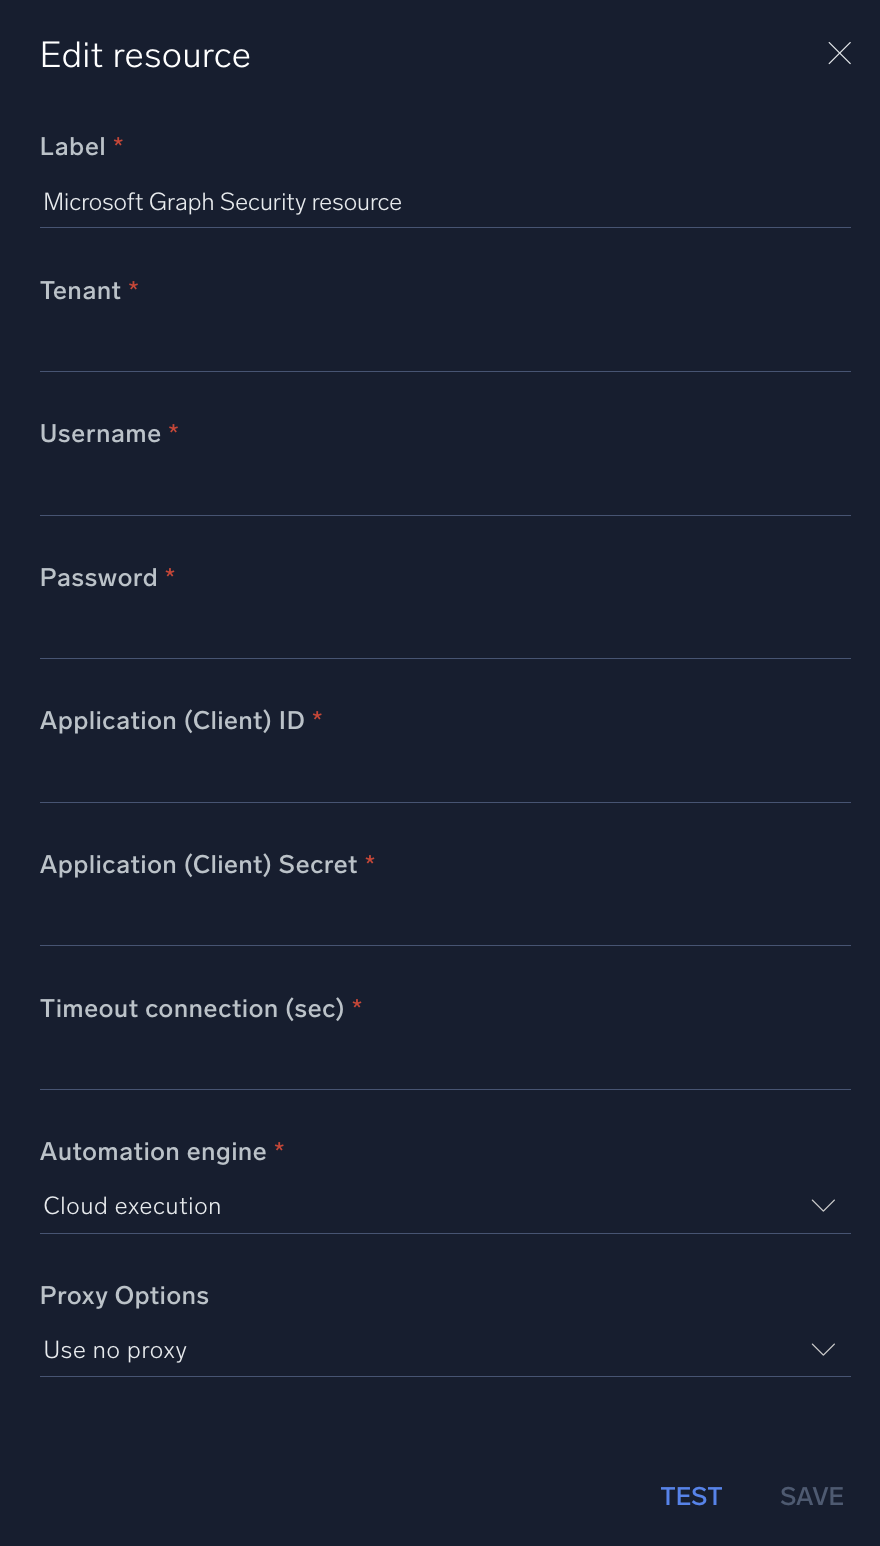 Edit resource
Label *
Microsoft Graph Security resource
Tenant *
Username *
Password *
Application (Client) ID *
Application (Client) Secret *
Timeout connection (sec) *
Automation engine *
Cloud execution
Proxy Options
Use no proxy
TEST SAVE